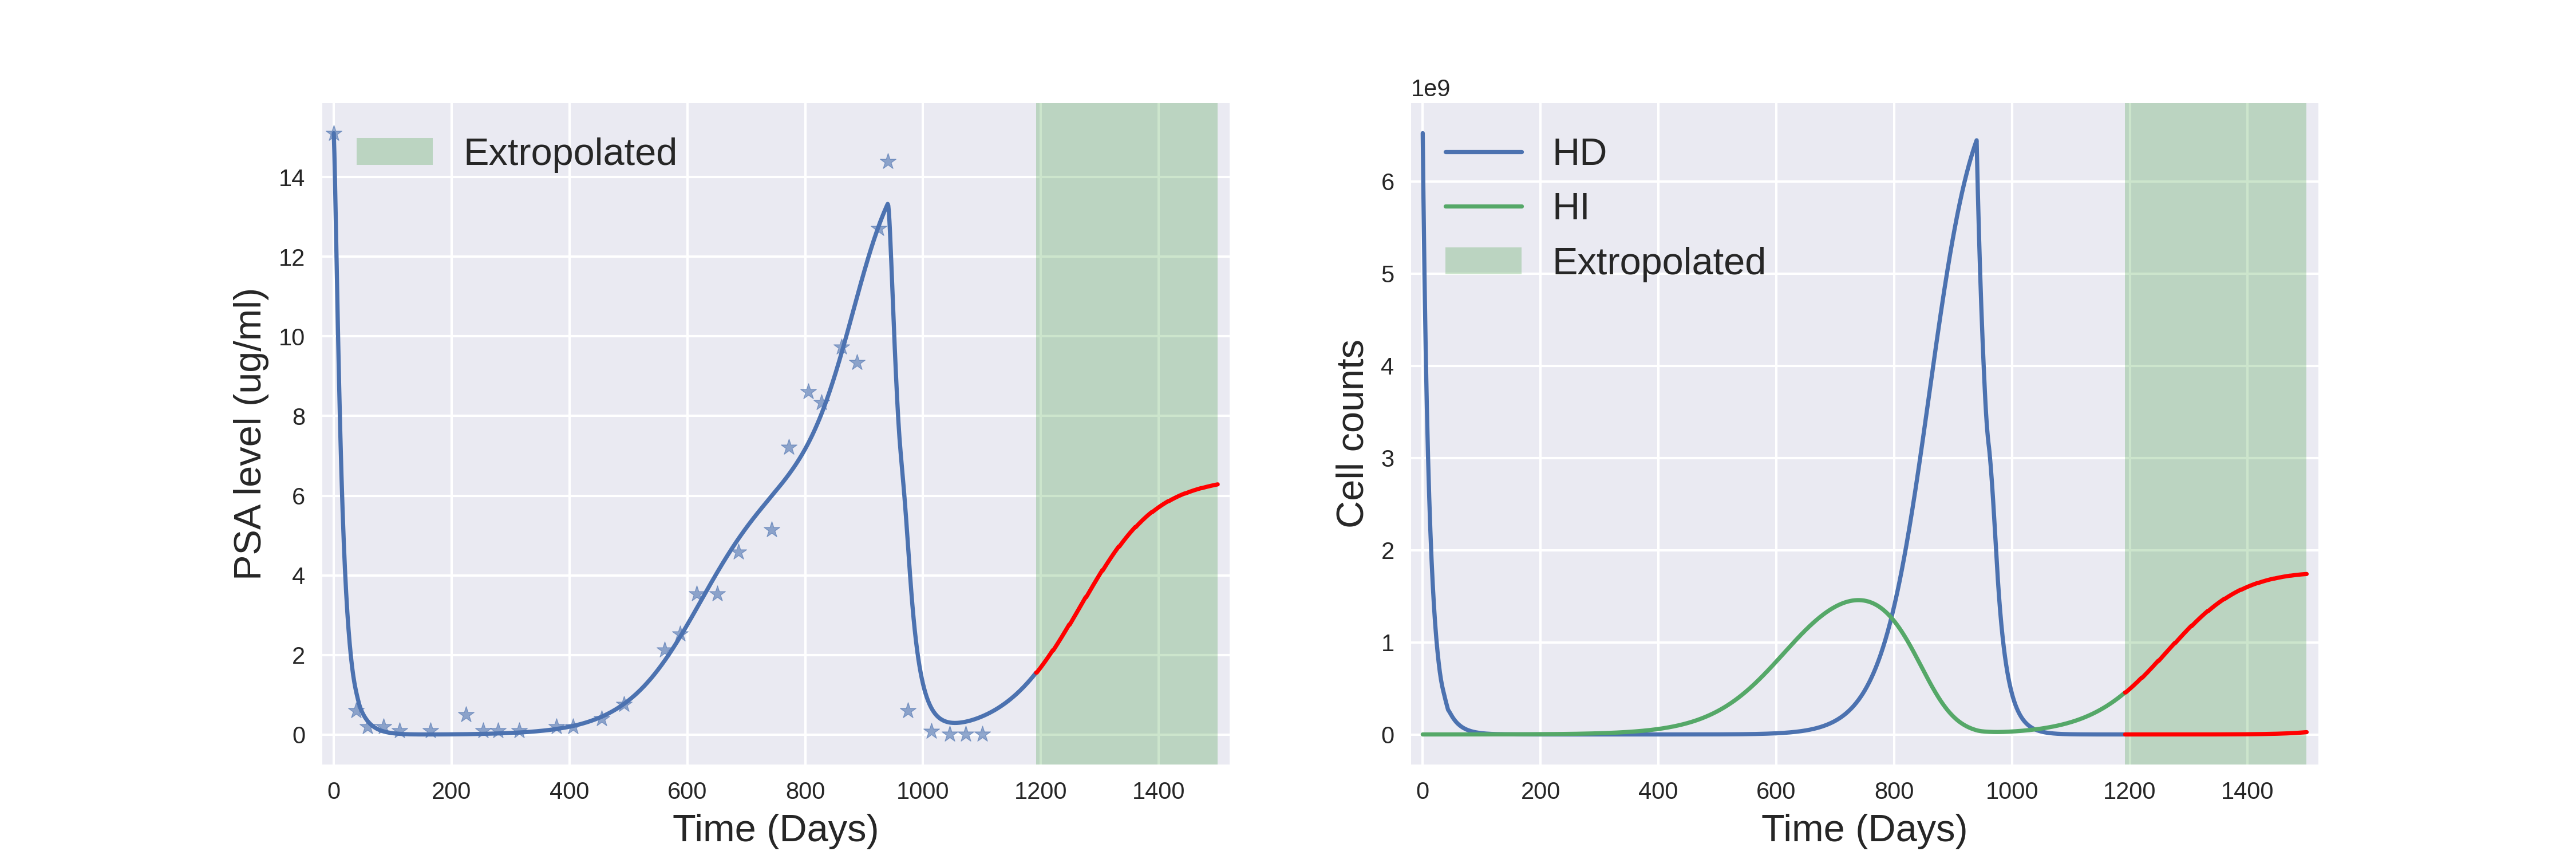 Extropolated
PSA level (ug/ml)
14
12
10
8
6
4
2
0
0 200 400 600 800 1000 1200 1400
Time (Days)
1e9
HD
HI
Extropolated
Cell counts
6
5
4
3
2
1
0
0 200 400 600 800 1000 1200 1400
Time (Days)